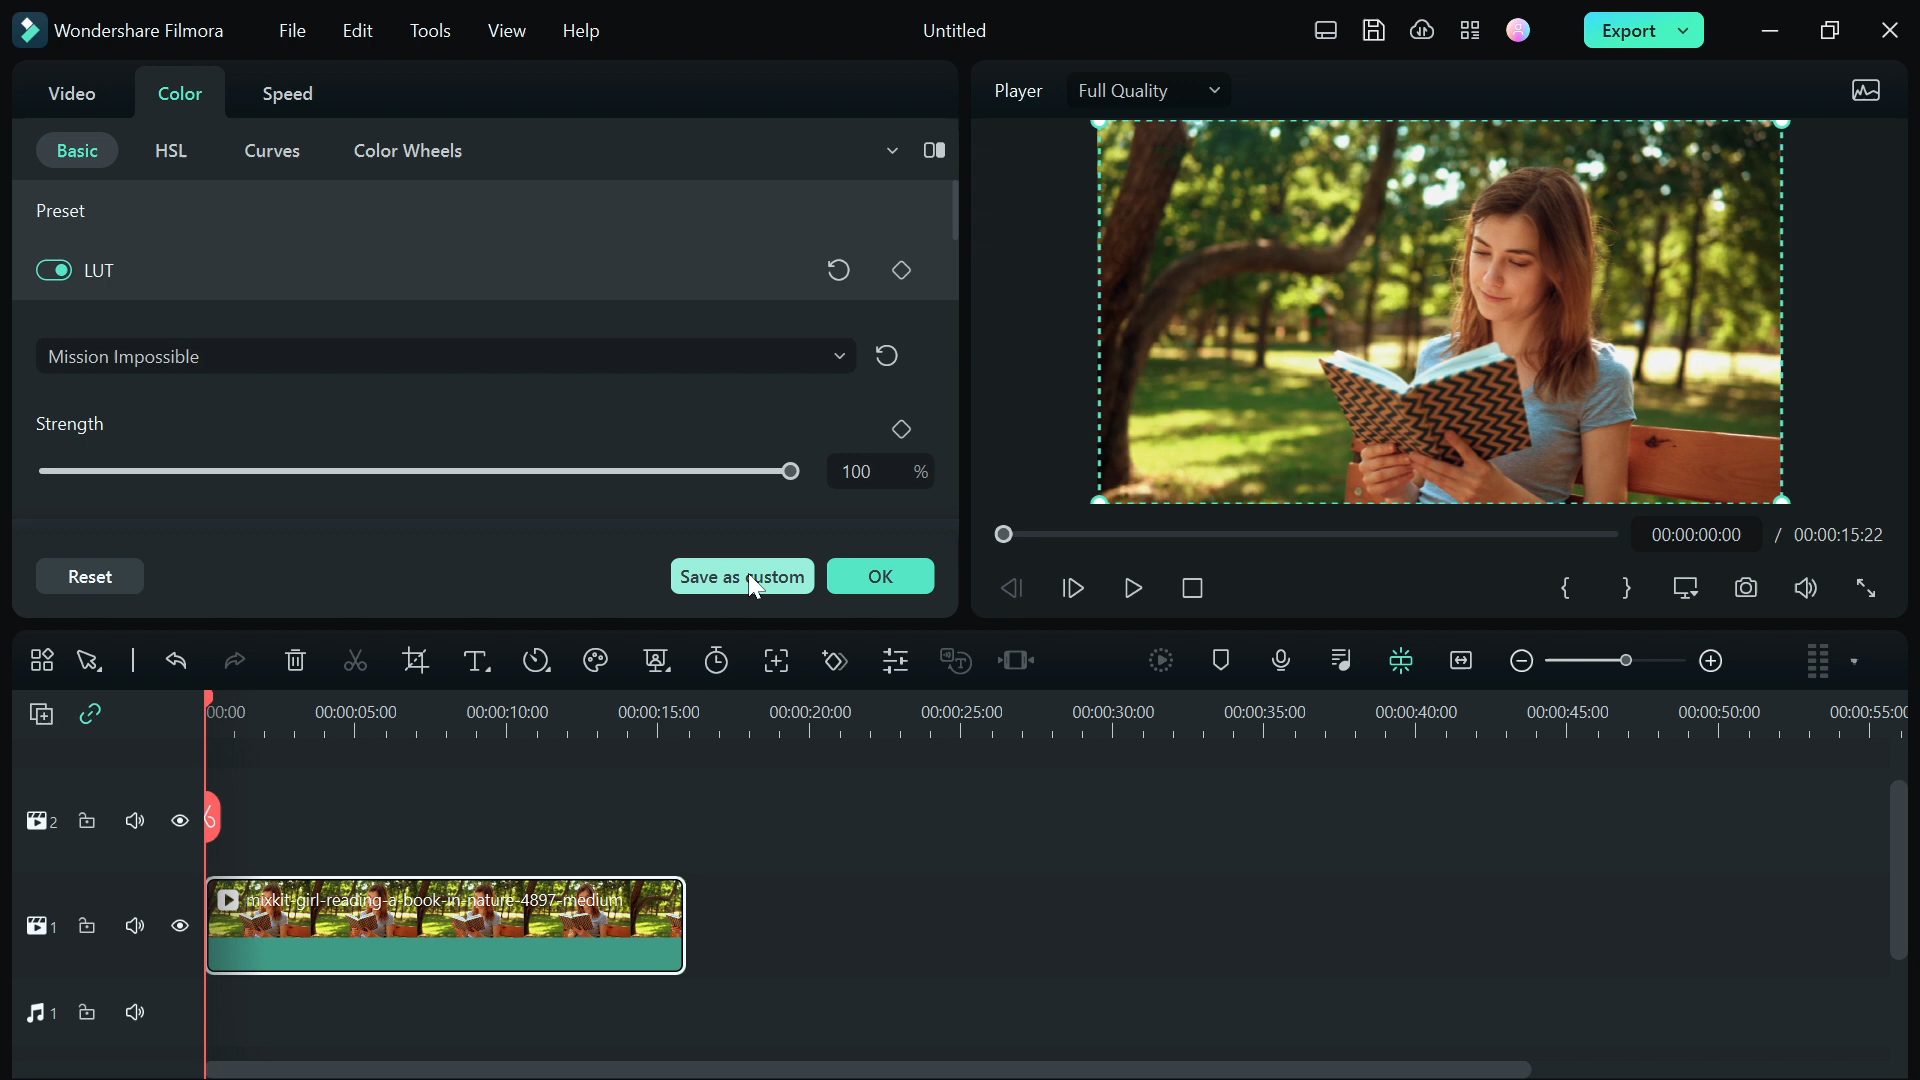 Wondershare Filmora
File
Edit
Tools
View
Help
Untitled
Export
Video
Color
Speed
Player
Full Quality
Basic
HSL
Curves
Color Wheels
Preset
LUT
Mission Impossible
Strength
100 %
00:00:00:00 / 00:00:15:22
Reset
Save as custom
OK
00:00
00:00:05:00
00:00:10:00
00:00:15:00
00:00:20:00
00:00:25:00
00:00:30:00
00:00:35:00
00:00:40:00
00:00:45:00
00:00:50:00
00:00:55:00
2
mixkit-girl-reading-a-book-in-nature-4897-medium
1
1